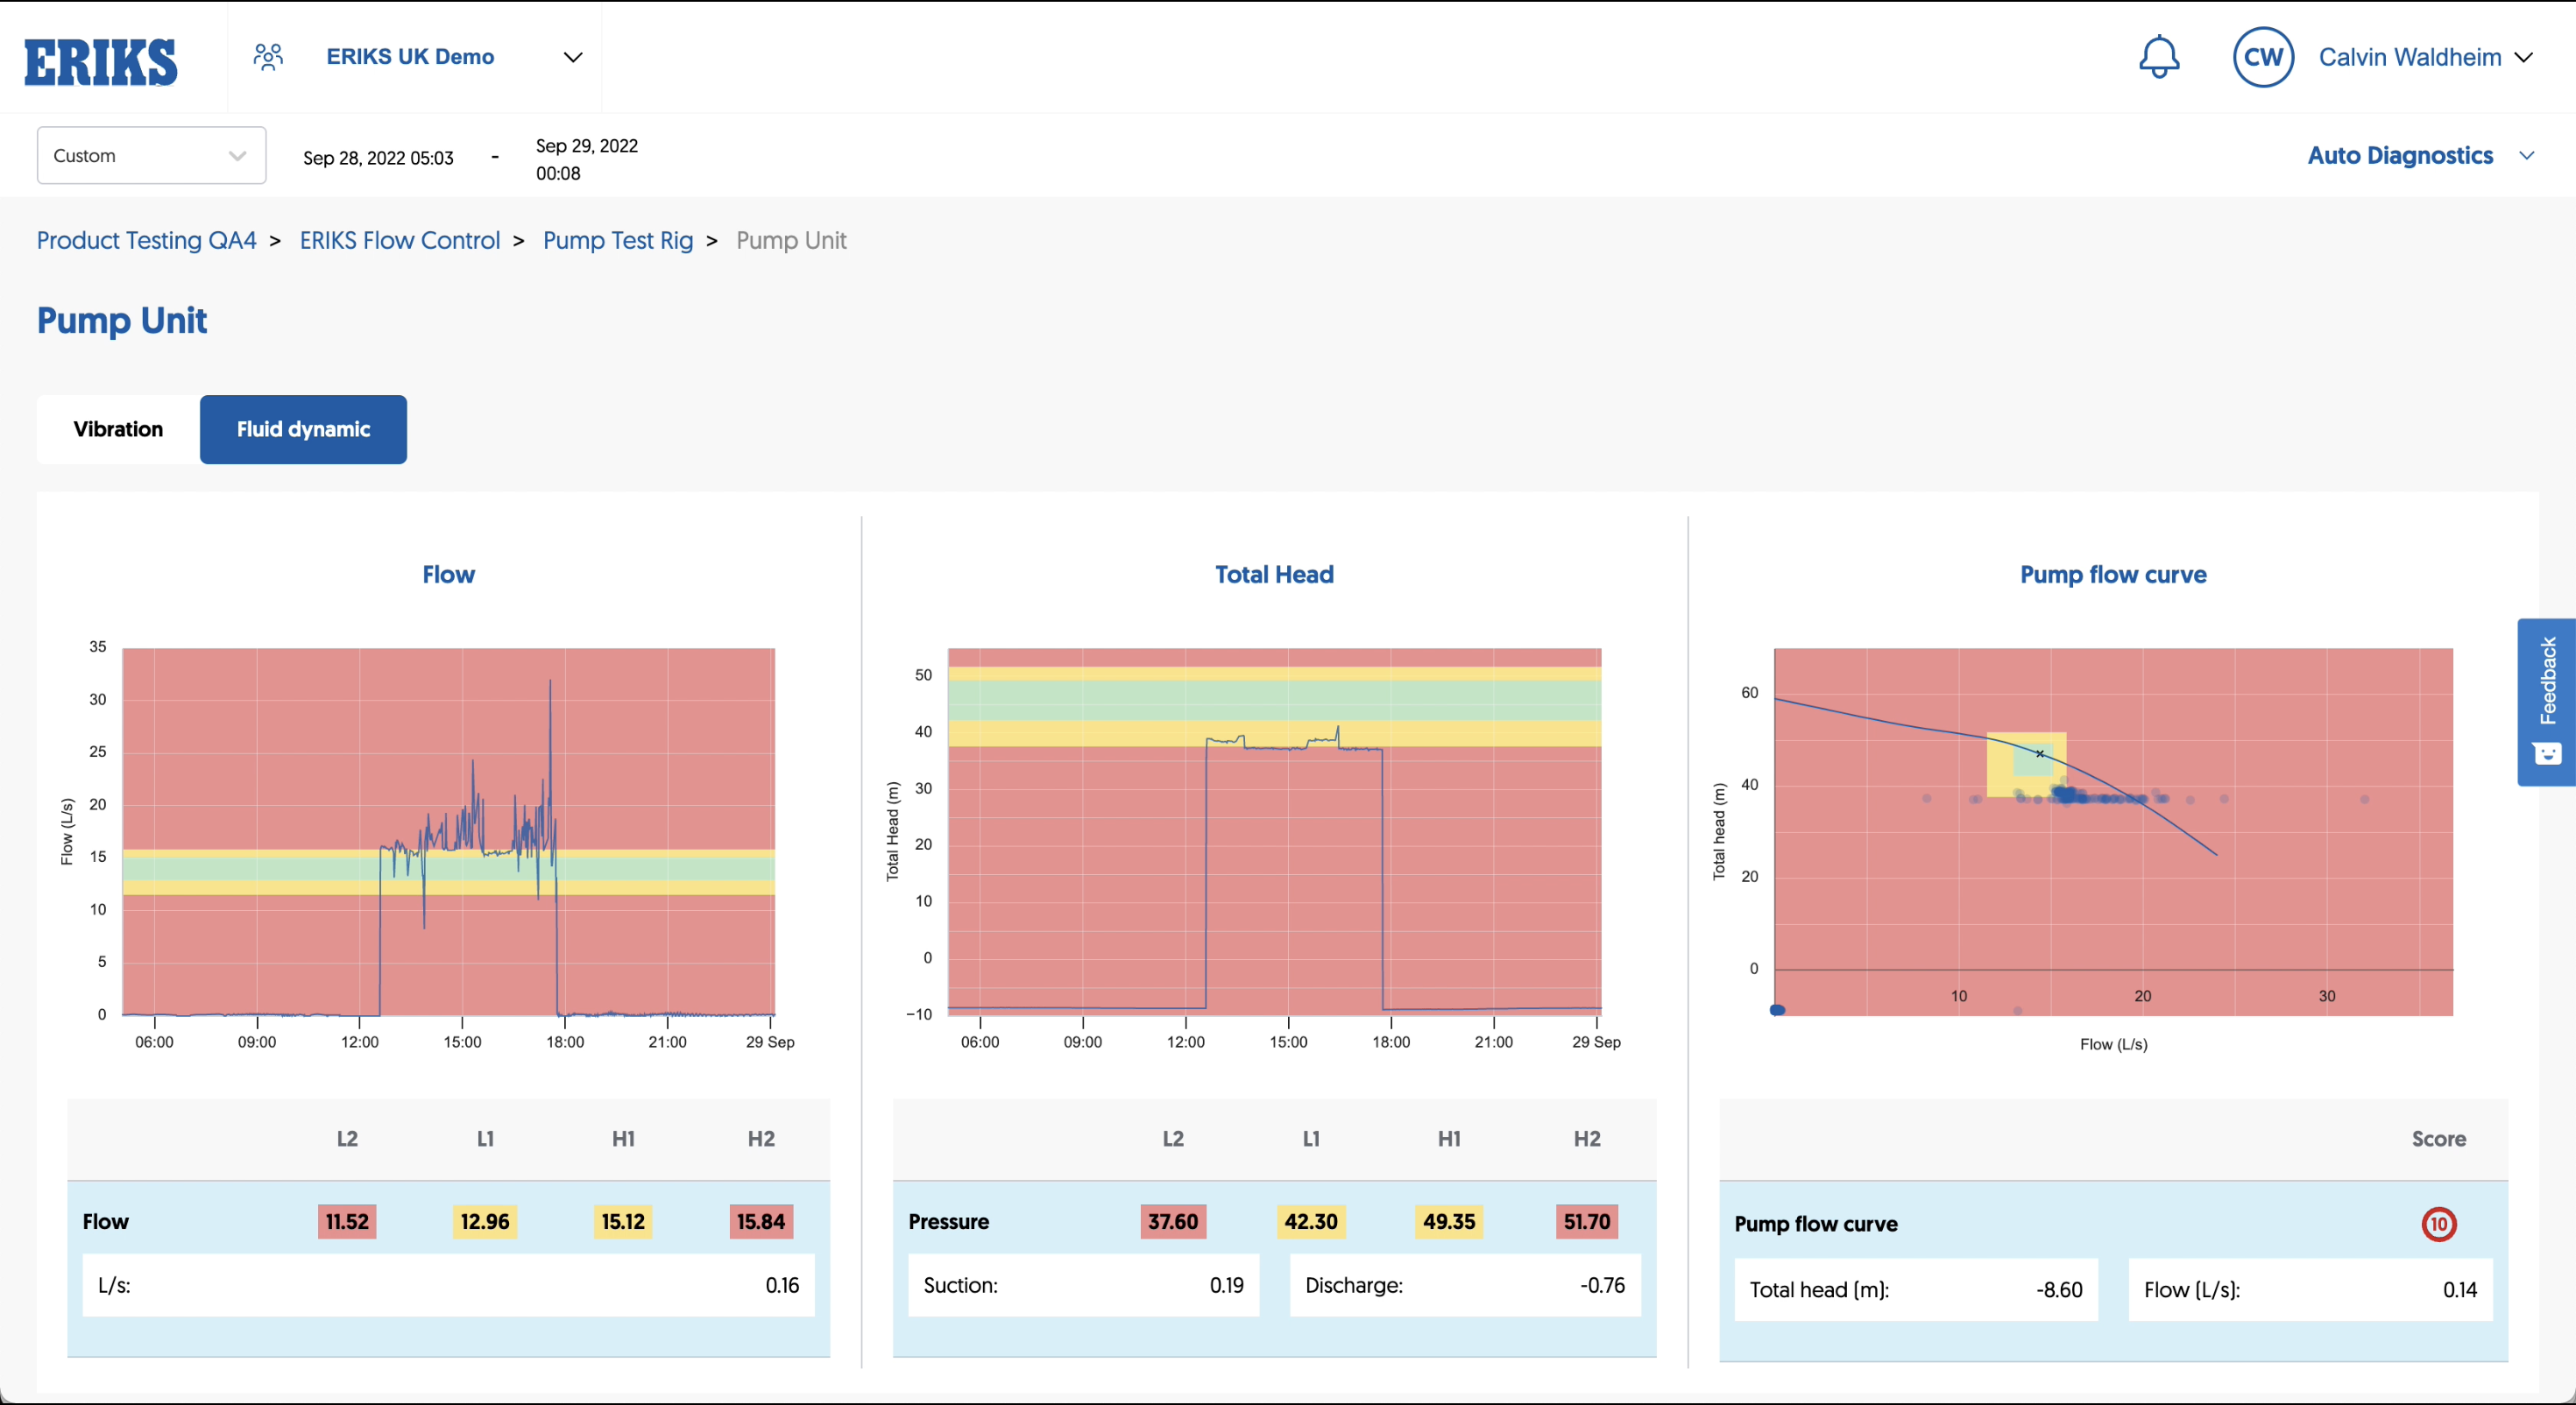 ERIKS
ERIKS UK Demo
CW
Calvin Waldheim
Custom
Sep 28, 2022 05:03
-
Sep 29, 2022
00:08
Auto Diagnostics
Product Testing QA4 > ERIKS Flow Control > Pump Test Rig > Pump Unit
Pump Unit
Vibration
Fluid dynamic
Flow
35
30
25
20
15
10
5
0
Flow (L/s)
06:00 09:00 12:00 15:00 18:00 21:00 29 Sep
L2 L1 H1 H2
Flow 11.52 12.96 15.12 15.84
L/s: 0.16
Total Head
50
40
30
20
10
0
−10
Total Head (m)
06:00 09:00 12:00 15:00 18:00 21:00 29 Sep
L2 L1 H1 H2
Pressure 37.60 42.30 49.35 51.70
Suction: 0.19 Discharge: -0.76
Pump flow curve
60
40
20
0
Total head (m)
10 20 30
Flow (L/s)
Score
Pump flow curve 10
Total head (m): -8.60 Flow (L/s): 0.14
Feedback